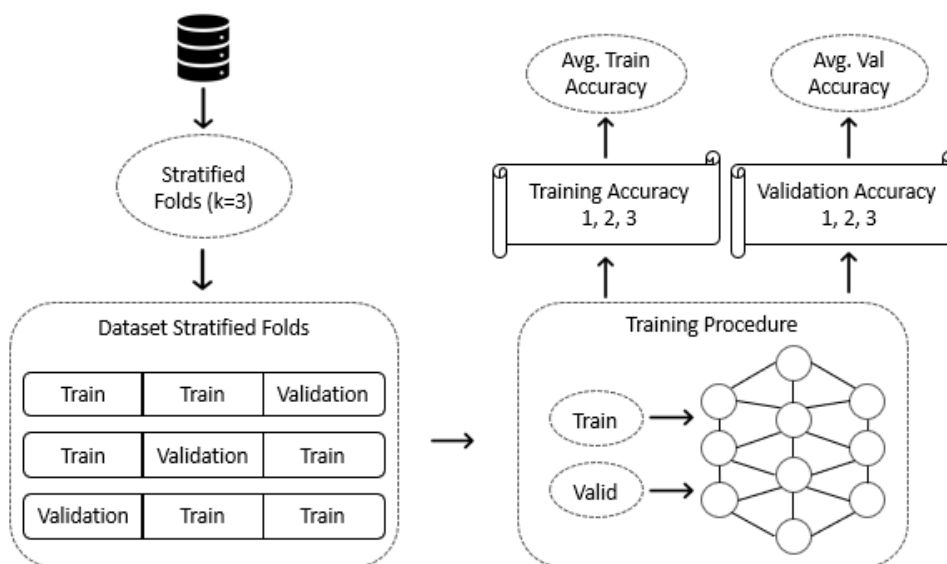 Stratified
Folds (k=3)
Dataset Stratified Folds
Train Train Validation
Train Validation Train
Validation Train Train
Avg. Train
Accuracy
Avg. Val
Accuracy
Training Accuracy
1, 2, 3
Validation Accuracy
1, 2, 3
Training Procedure
Train
Valid